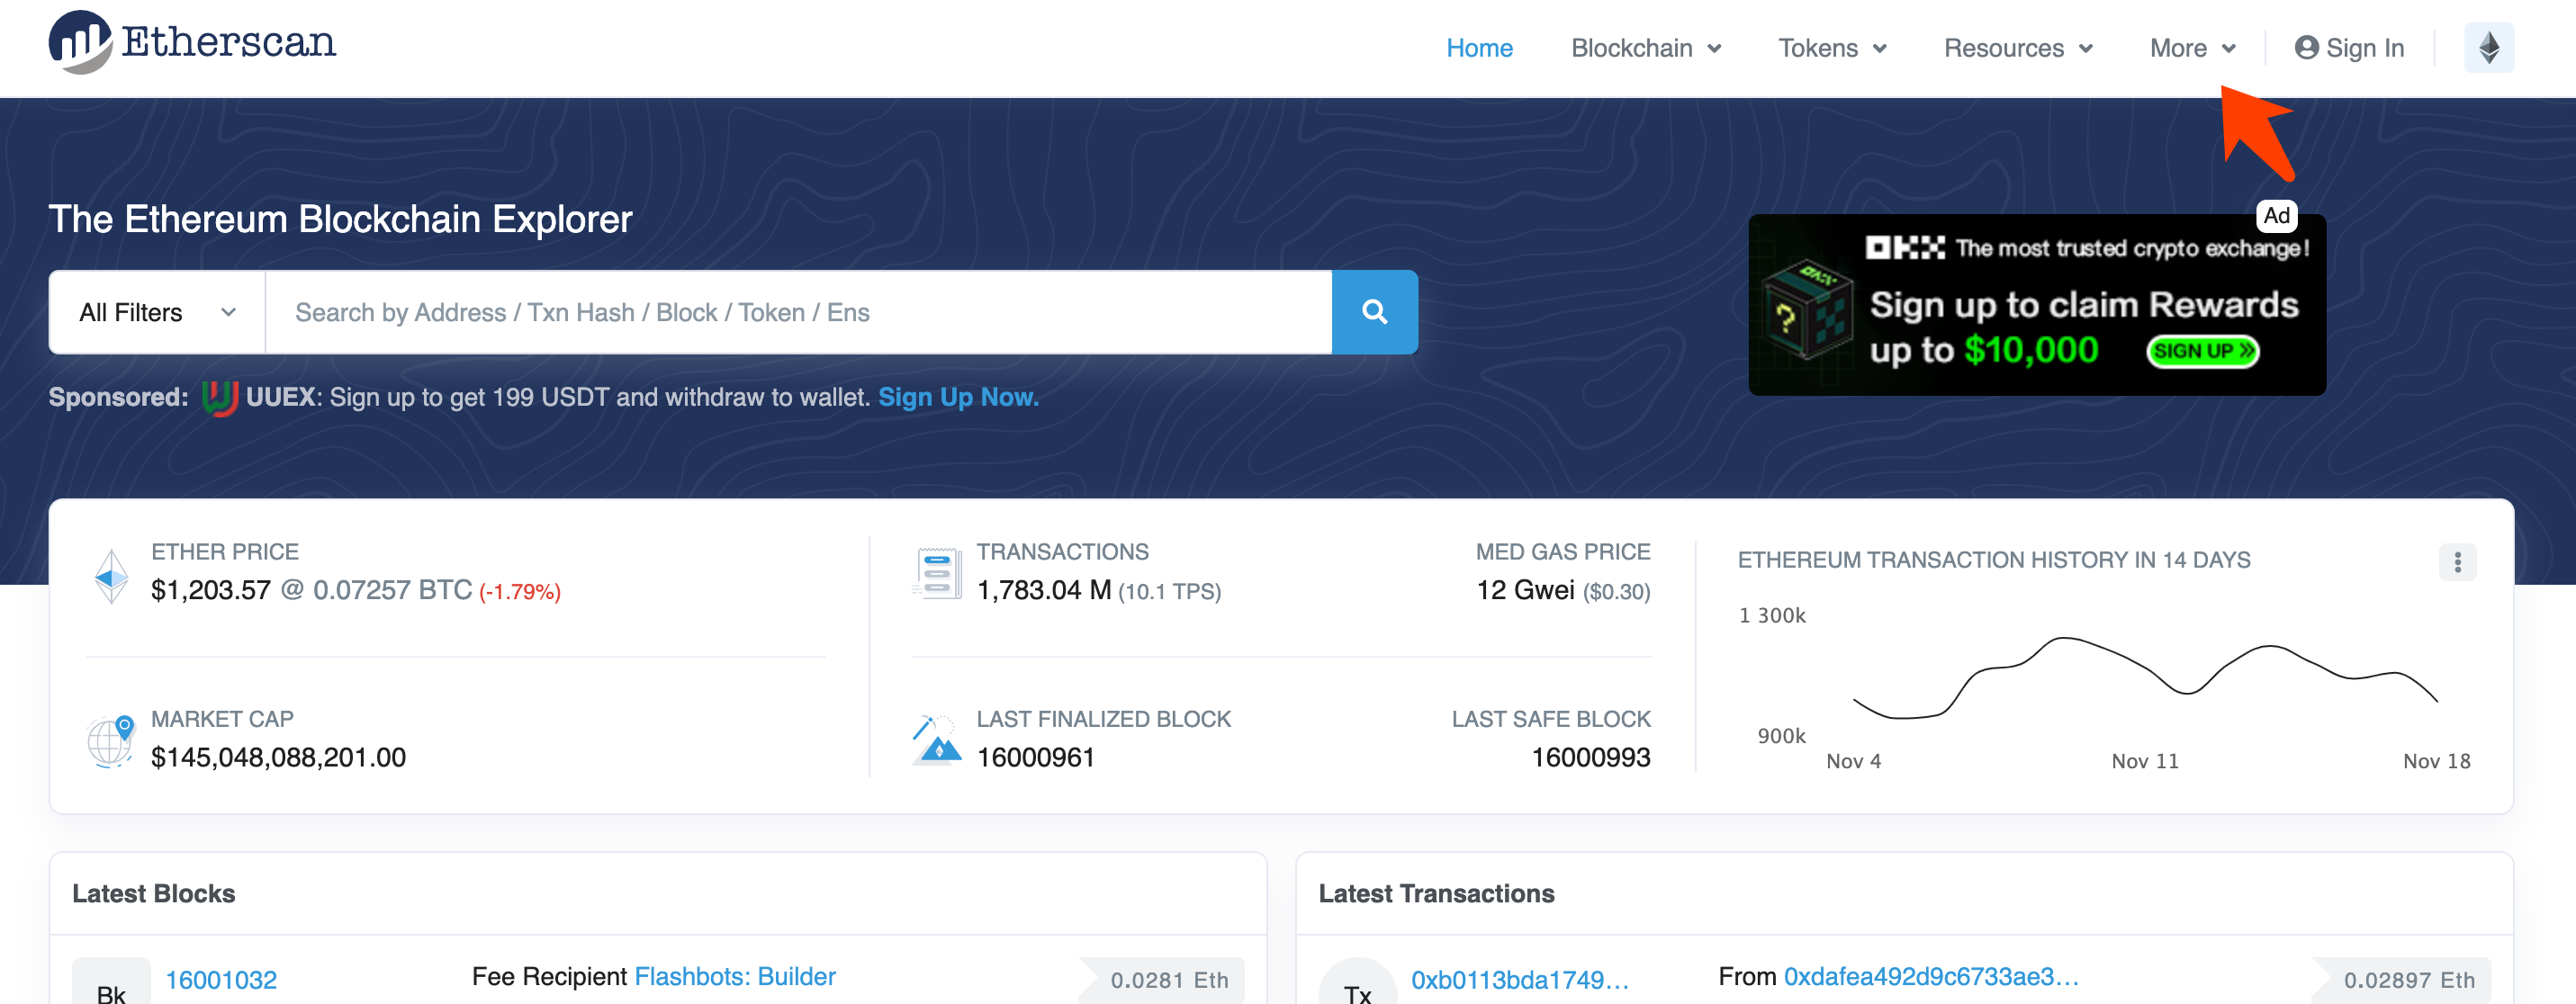 Etherscan
Home Blockchain Tokens Resources More Sign In
The Ethereum Blockchain Explorer
All Filters Search by Address / Txn Hash / Block / Token / Ens
Sponsored: UUEX: Sign up to get 199 USDT and withdraw to wallet. Sign Up Now.
Ad
OKX The most trusted crypto exchange!
Sign up to claim Rewards
up to $10,000 SIGN UP
OKX
?
ETHER PRICE
$1,203.57 @ 0.07257 BTC (-1.79%)
MARKET CAP
$145,048,088,201.00
TRANSACTIONS
1,783.04 M (10.1 TPS)
MED GAS PRICE
12 Gwei ($0.30)
LAST FINALIZED BLOCK
16000961
LAST SAFE BLOCK
16000993
ETHEREUM TRANSACTION HISTORY IN 14 DAYS
1 300k
900k
Nov 4 Nov 11 Nov 18
Latest Blocks
Bk 16001032 Fee Recipient Flashbots: Builder 0.0281 Eth
Latest Transactions
Tx 0xb0113bda1749... From 0xdafea492d9c6733ae3... 0.02897 Eth